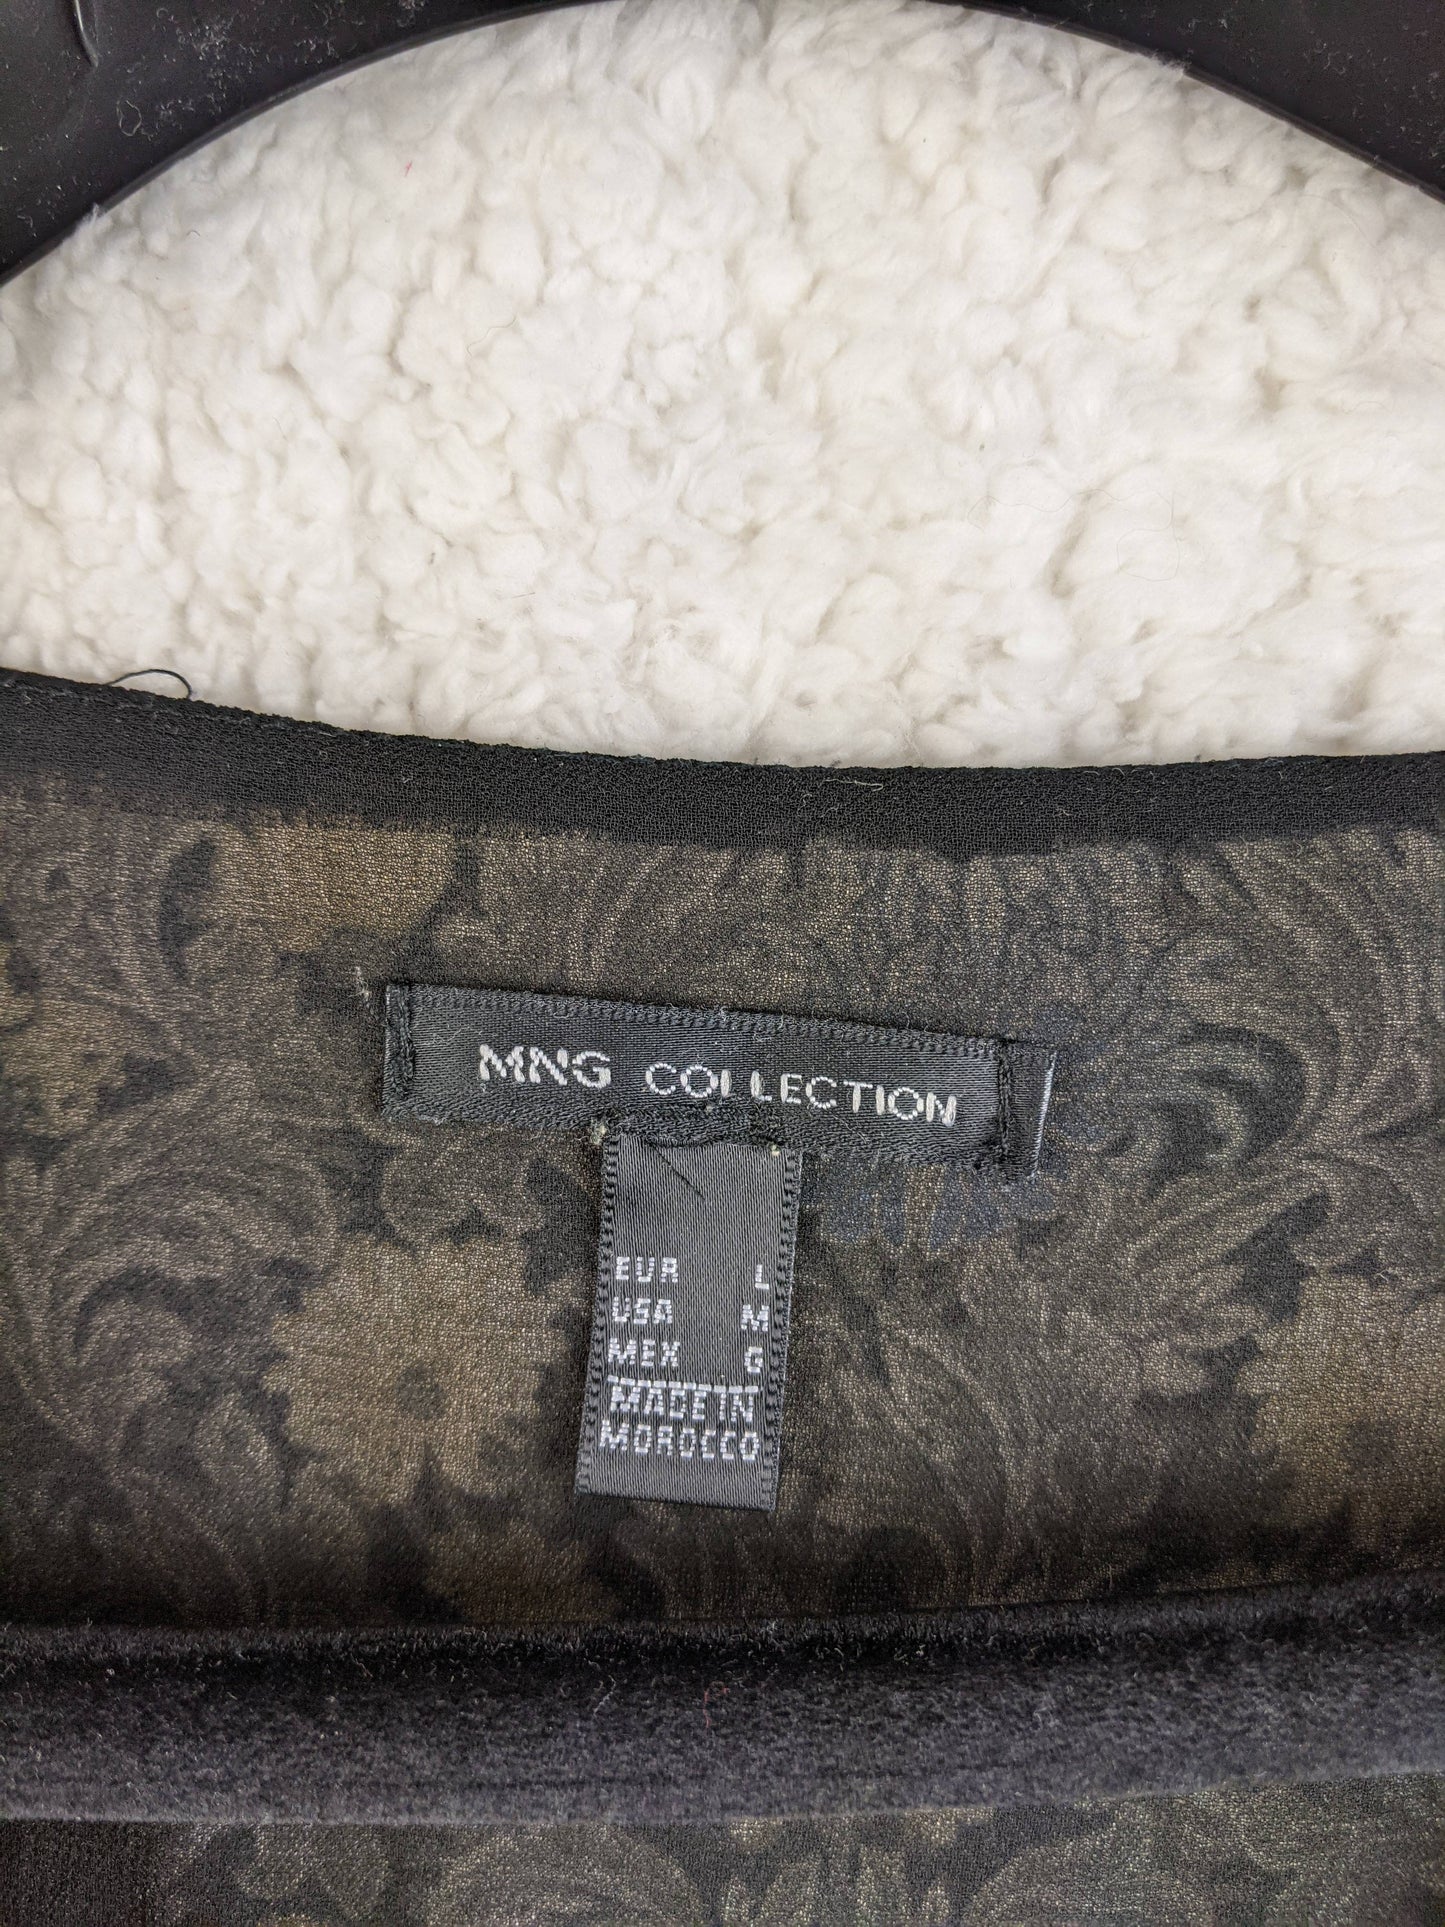 MNG COLLECTION
EUR L
USA M
MEX G
MADE IN
MOROCCO